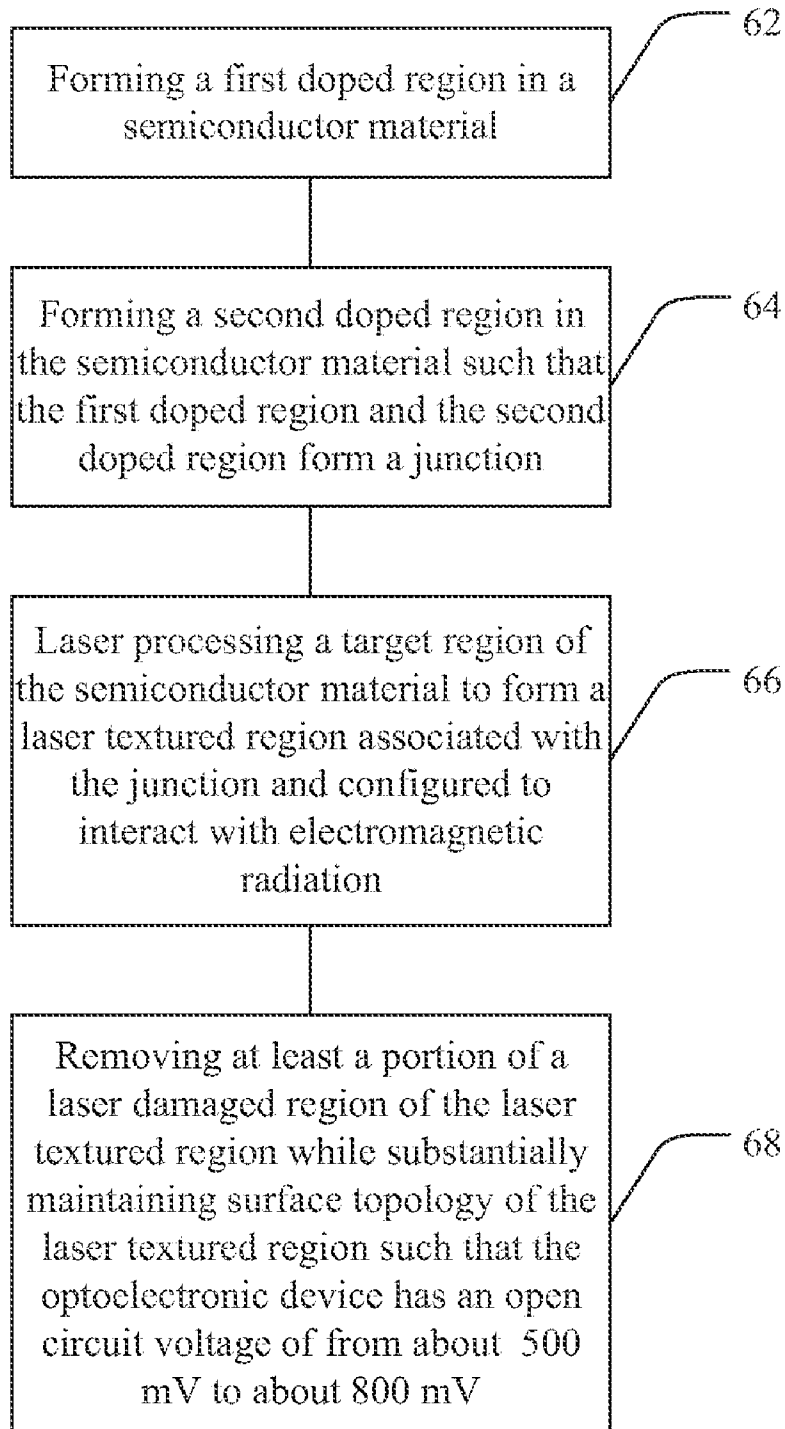 62
Forming a first doped region in a
semiconductor material
64
Forming a second doped region in
the semiconductor material such that
the first doped region and the second
doped region form a junction
66
Laser processing a target region of
the semiconductor material to form a
laser textured region associated with
the junction and configured to
interact with electromagnetic
radiation
68
Removing at least a portion of a
laser damaged region of the laser
textured region while substantially
maintaining surface topology of the
laser textured region such that the
optoelectronic device has an open
circuit voltage of from about 500
mV to about 800 mV